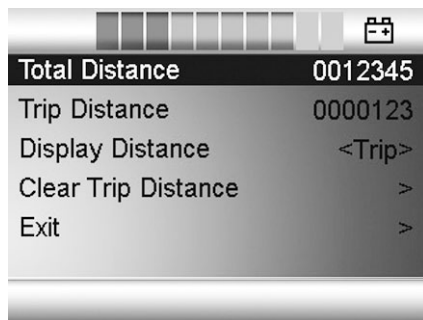 Total Distance 0012345
Trip Distance 0000123
Display Distance <Trip>
Clear Trip Distance >
Exit >